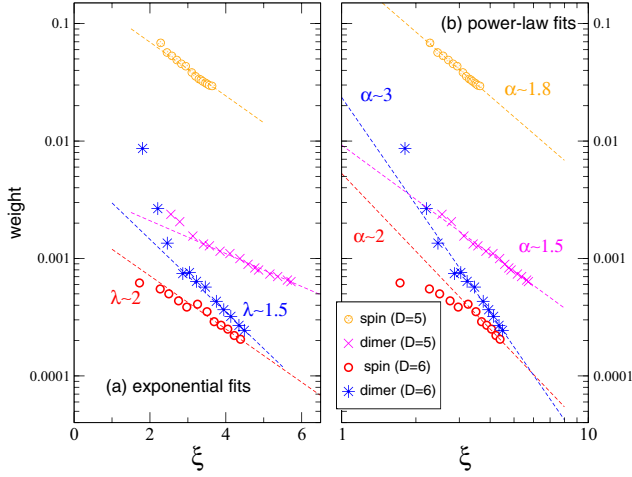 0.1
0.01
0.001
0.0001
weight
2
4
6
ξ
λ~2
λ~1.5
(a) exponential fits
(b) power-law fits
α~3
α~1.8
α~2
α~1.5
spin (D=5)
dimer (D=5)
spin (D=6)
dimer (D=6)
0.1
0.01
0.001
0.0001
1
10
ξ